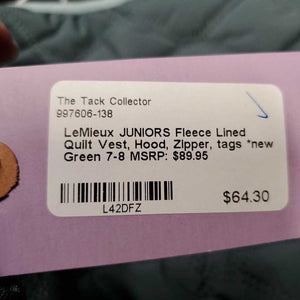 The Tack Collector
997606-138
LeMieux JUNIORS Fleece Lined
Quilt Vest, Hood, Zipper, tags *new
Green 7-8 MSRP: $89.95
L42DFZ
$64.30